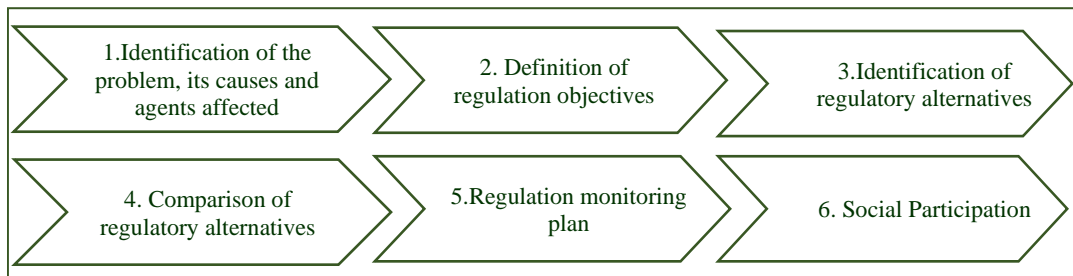 1.Identification of the
problem, its causes and
agents affected
2. Definition of
regulation objectives
3.Identification of
regulatory alternatives
4. Comparison of
regulatory alternatives
5.Regulation monitoring
plan
6. Social Participation